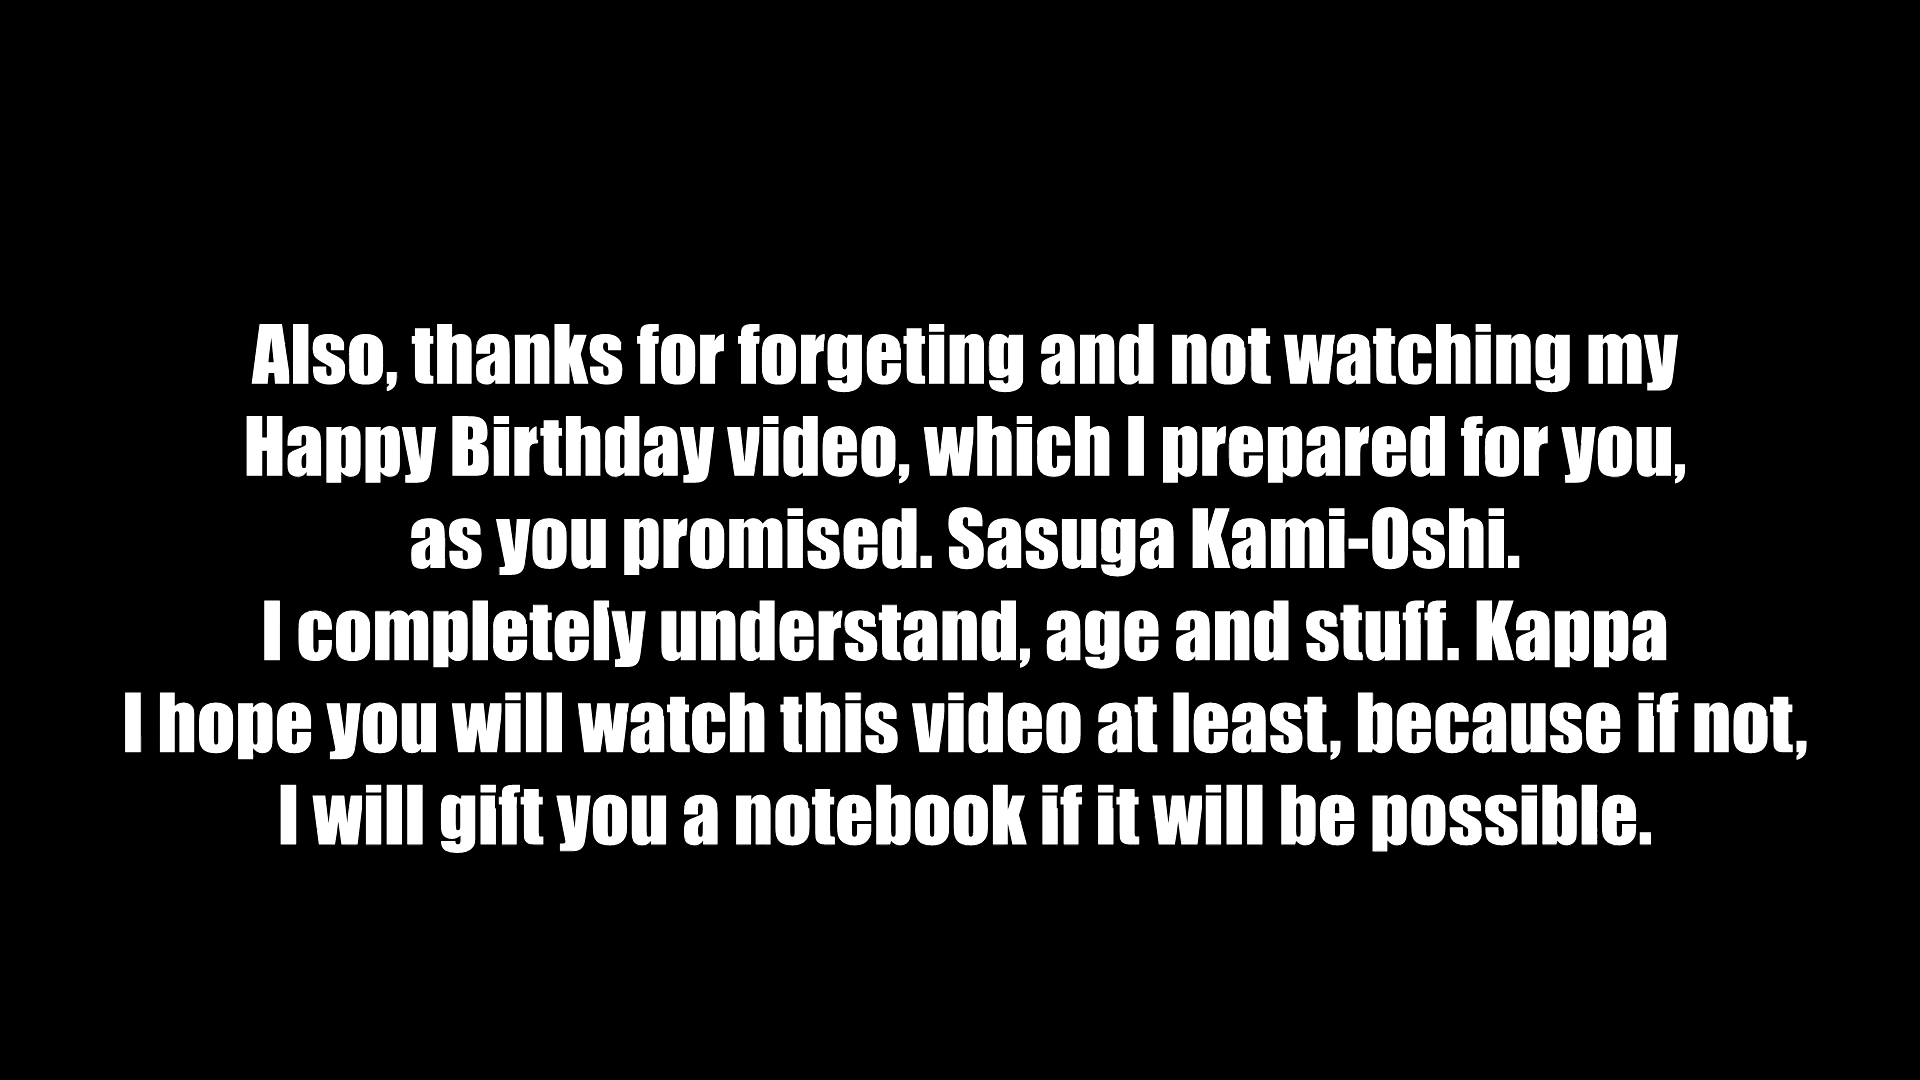 Also, thanks for forgeting and not watching my
Happy Birthday video, which I prepared for you,
as you promised. Sasuga Kami-Oshi.
I completely understand, age and stuff. Kappa
I hope you will watch this video at least, because if not,
I will gift you a notebook if it will be possible.